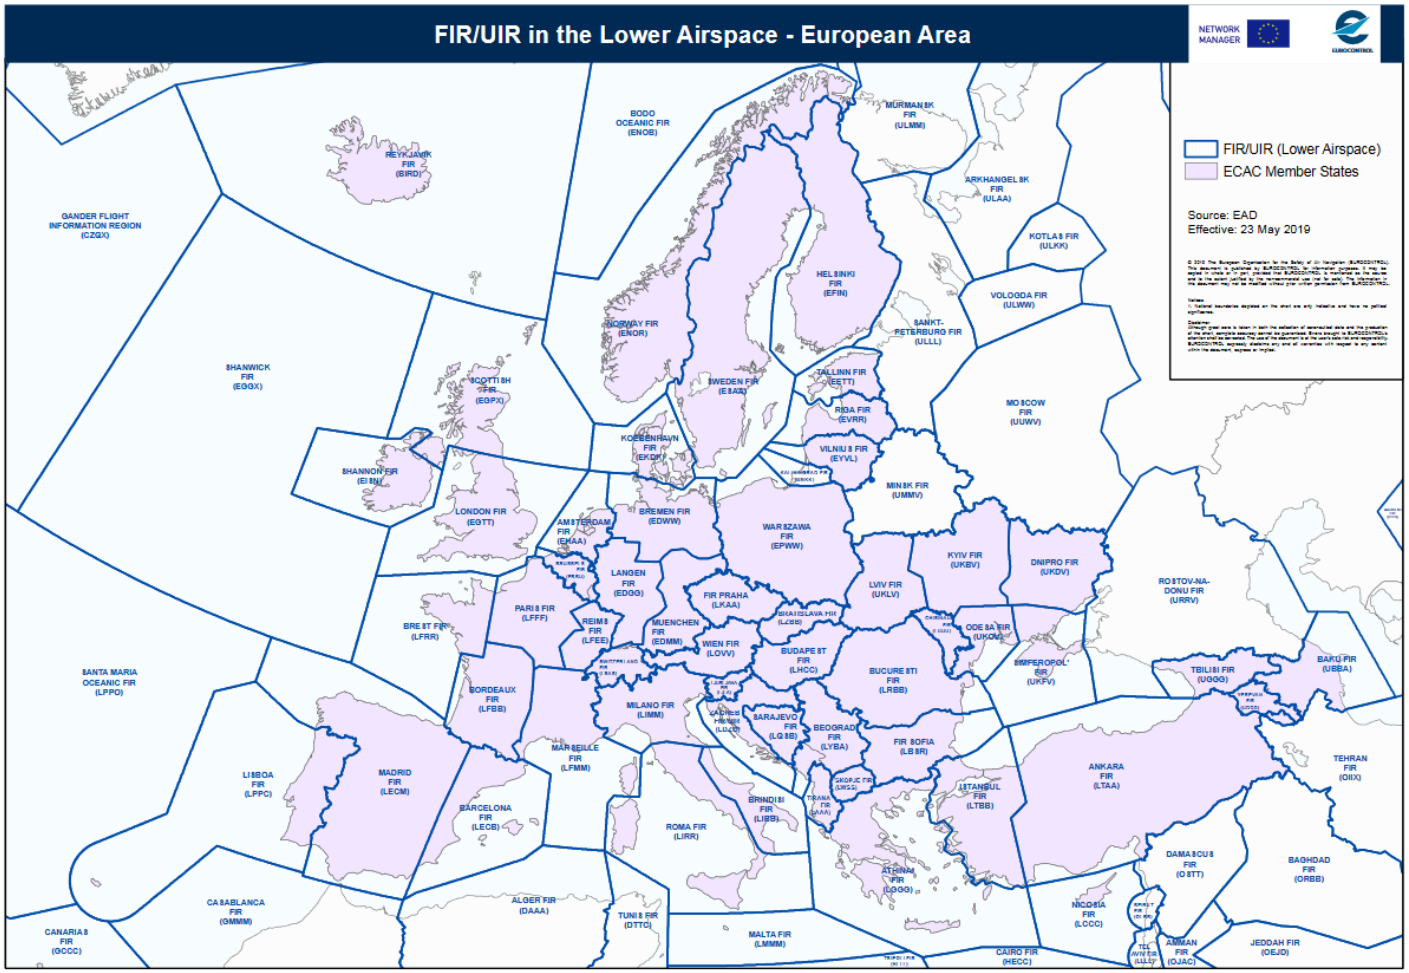 FIR/UIR in the Lower Airspace - European Area
NETWORK
MANAGER
EUROCONTROL
FIR/UIR (Lower Airspace)
ECAC Member States
Source: EAD
Effective: 23 May 2019
REYKJAVIK
FIR
(BIRD)
BODO
OCEANIC FIR
(ENOB)
MURMANSK
FIR
(ULMM)
ARKHANGELSK
FIR
(ULAA)
KOTLAS FIR
(ULKK)
VOLOGDA FIR
(ULWW)
GANDER FLIGHT
INFORMATION REGION
(CZQX)
HELSINKI
FIR
(EFIN)
NORWAY FIR
(ENOR)
SANKT-
PETERBURG FIR
(ULLL)
SHANWICK
FIR
(EGGX)
SCOTTISH
FIR
(EGPX)
SWEDEN FIR
(ESAA)
TALLINN FIR
(EETT)
RIGA FIR
(EVRR)
MOSCOW
FIR
(UUWV)
KOEBENHAVN
FIR
(EKDK)
VILNIUS FIR
(EYVL)
SHANNON FIR
(EISN)
MINSK FIR
(UMMV)
LONDON FIR
(EGTT)
AMSTERDAM
FIR
(EHAA)
BREMEN FIR
(EDWW)
WARSZAWA
FIR
(EPWW)
KYIV FIR
(UKBV)
DNIPRO FIR
(UKDV)
LANGEN
FIR
(EDGG)
LVIV FIR
(UKLV)
ROSTOV-NA-
DONU FIR
(URRV)
FIR PRAHA
(LKAA)
BRATISLAVA FIR
(LZBB)
PARIS FIR
(LFFF)
REIMS
FIR
(LFEE)
MUENCHEN
FIR
(EDMM)
BREST FIR
(LFRR)
WIEN FIR
(LOVV)
BUDAPEST
FIR
(LHCC)
ODESA FIR
(UKOV)
SIMFEROPOL'
FIR
(UKFV)
TBILISI FIR
(UGGG)
BAKU FIR
(UBBA)
SANTA MARIA
OCEANIC FIR
(LPPO)
BUCURESTI
FIR
(LRBB)
BORDEAUX
FIR
(LFBB)
MILANO FIR
(LIMM)
SARAJEVO
FIR
(LQSB)
BEOGRAD
FIR
(LYBA)
FIR SOFIA
(LBSR)
MARSEILLE
FIR
(LFMM)
LISBOA
FIR
(LPPC)
MADRID
FIR
(LECM)
BARCELONA
FIR
(LECB)
SKOPJE FIR
(LWSS)
TIRANA
FIR
(LAAA)
BRINDISI
FIR
(LIBB)
ROMA FIR
(LIRR)
ISTANBUL
FIR
(LTBB)
ANKARA
FIR
(LTAA)
TEHRAN
FIR
(OIIX)
ATHINAI
FIR
(LGGG)
DAMASCUS
FIR
(OSTT)
BAGHDAD
FIR
(ORBB)
CASABLANCA
FIR
(GMMM)
ALGER FIR
(DAAA)
TUNIS FIR
(DTTC)
NICOSIA
FIR
(LCCC)
CANARIAS
FIR
(GCCC)
MALTA FIR
(LMMM)
CAIRO FIR
(HECC)
TEL
AVIV FIR
(LLLL)
AMMAN
FIR
(OJAC)
JEDDAH FIR
(OEJD)